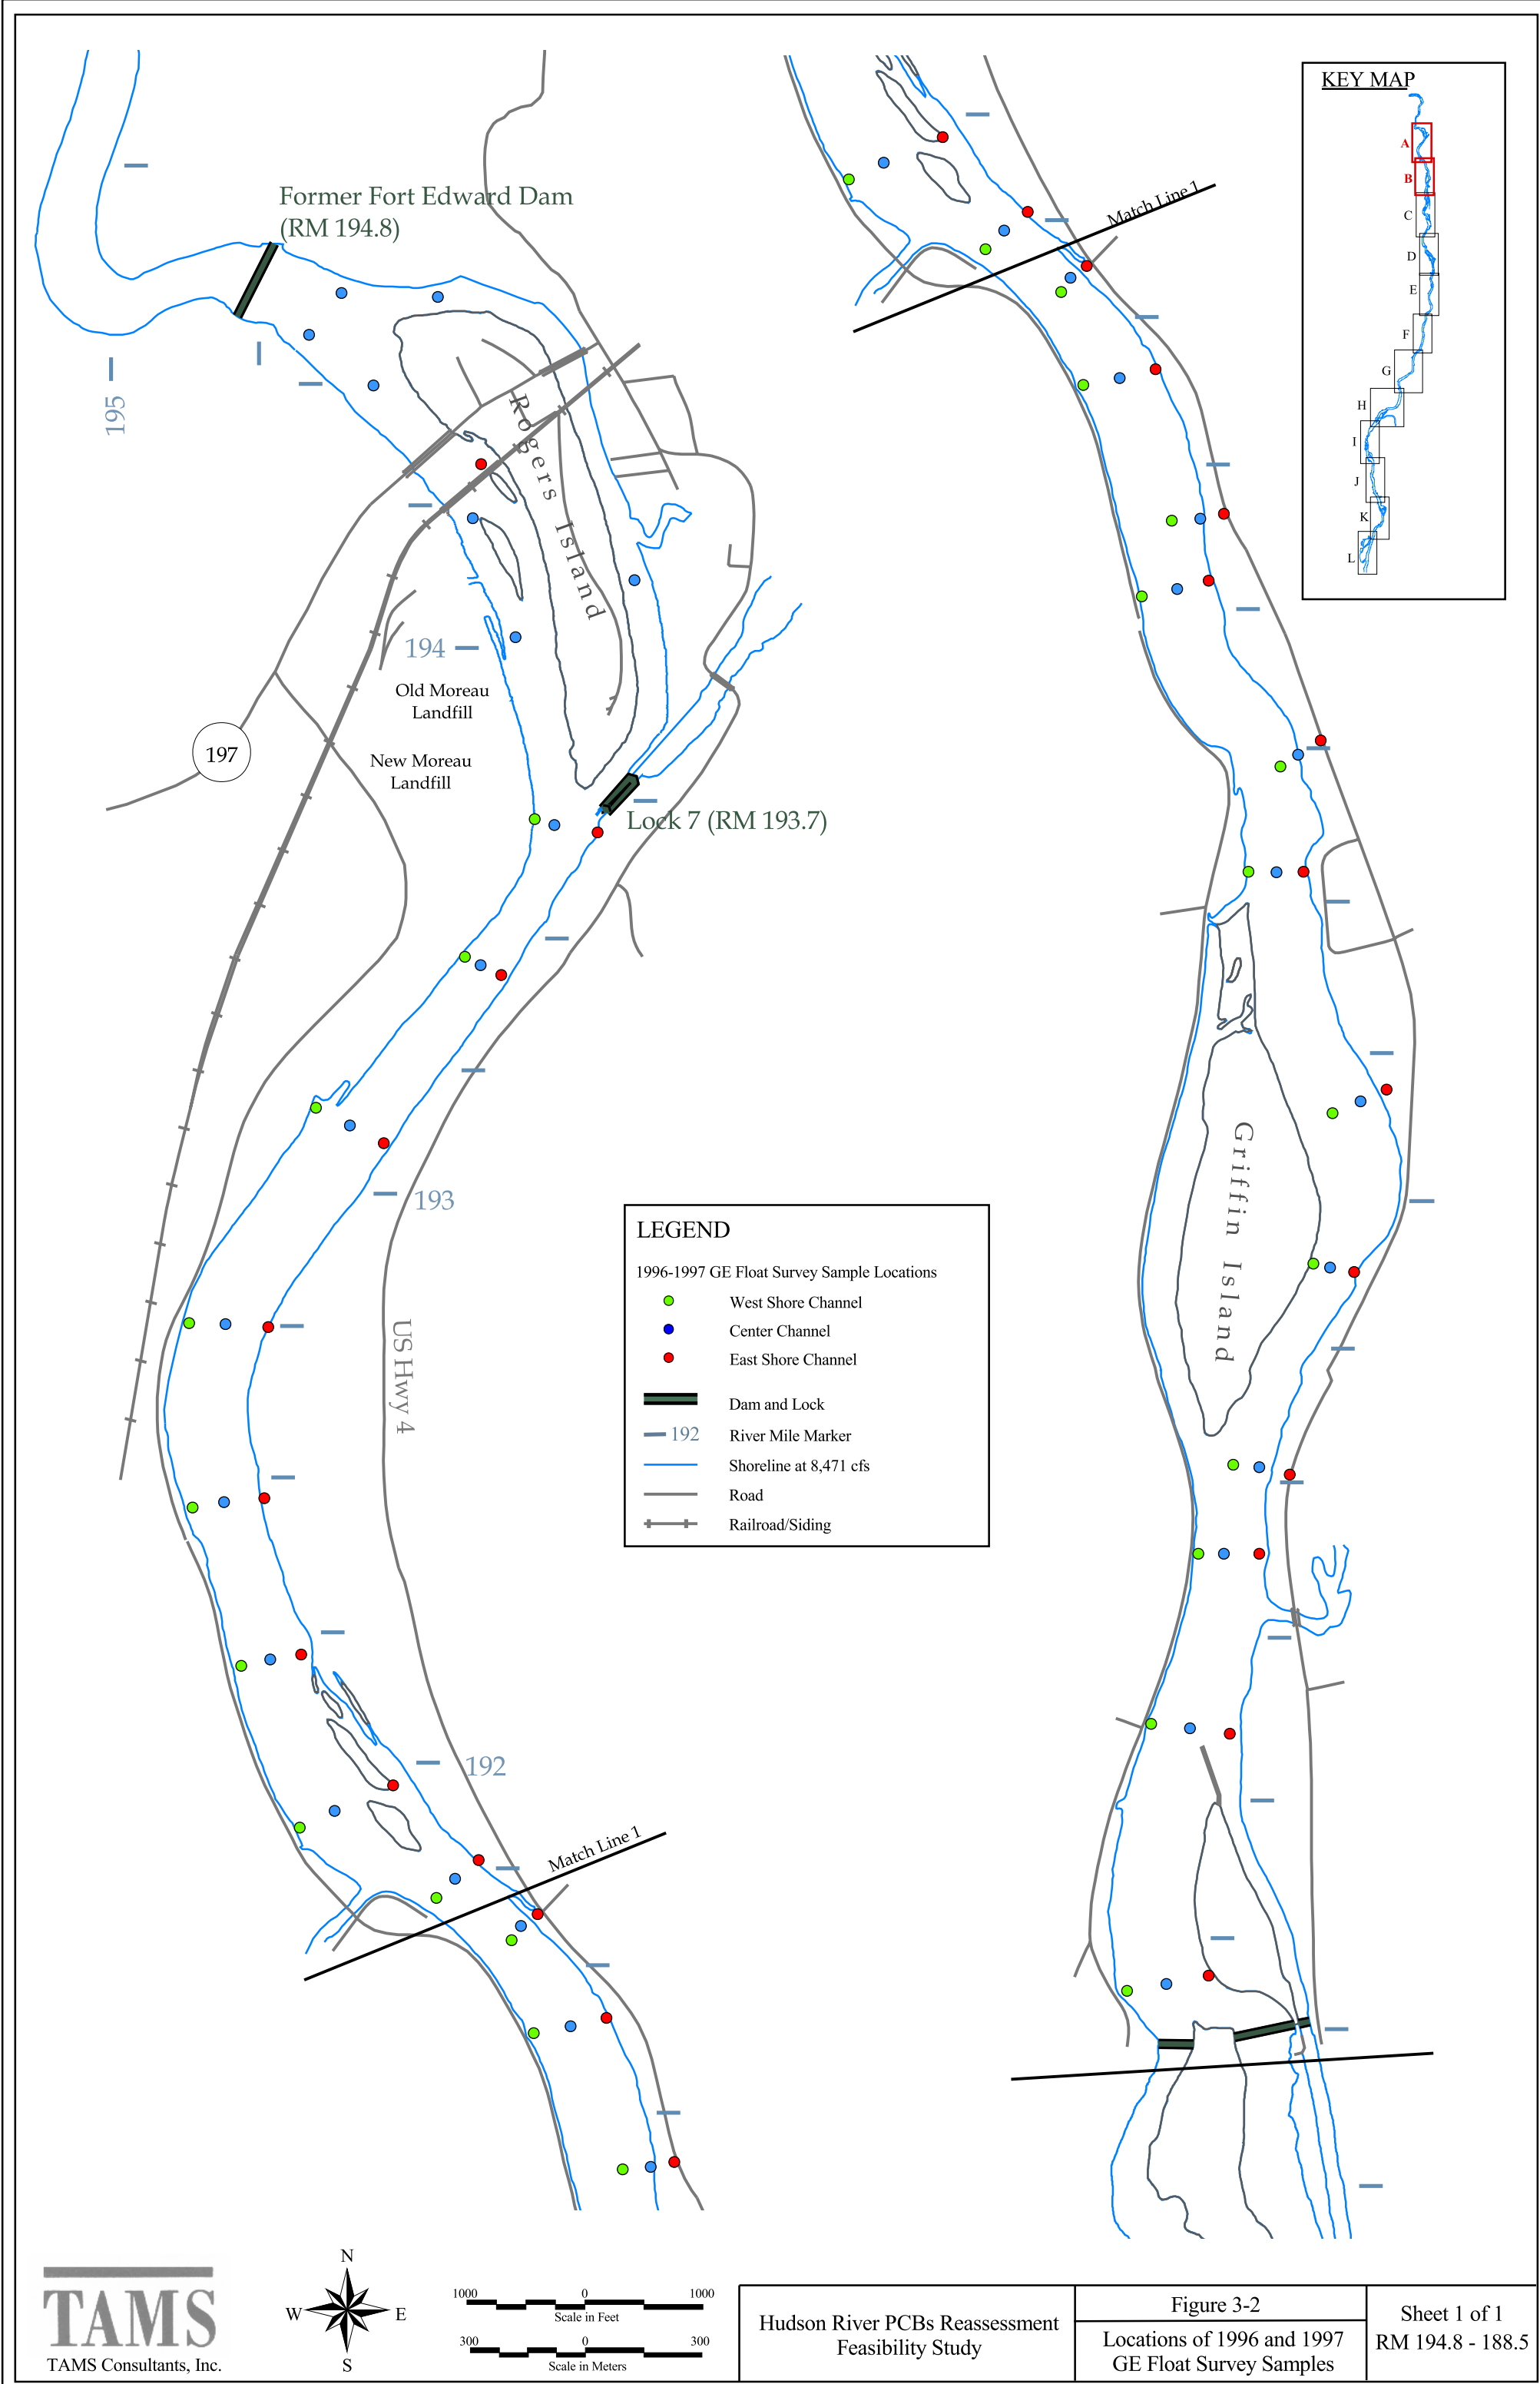 KEY MAP
A
B
C
D
E
F
G
H
I
J
K
L
Former Fort Edward Dam
(RM 194.8)
Match Line 1
195
Rogers Island
194
Old Moreau
Landfill
197
New Moreau
Landfill
Lock 7 (RM 193.7)
193
Griffin Island
US Hwy 4
LEGEND
1996-1997 GE Float Survey Sample Locations
West Shore Channel
Center Channel
East Shore Channel
Dam and Lock
192 River Mile Marker
Shoreline at 8,471 cfs
Road
Railroad/Siding
192
Match Line 1
TAMS
TAMS Consultants, Inc.
N
W E
S
1000 0 1000
Scale in Feet
300 0 300
Scale in Meters
Hudson River PCBs Reassessment
Feasibility Study
Figure 3-2
Locations of 1996 and 1997
GE Float Survey Samples
Sheet 1 of 1
RM 194.8 - 188.5